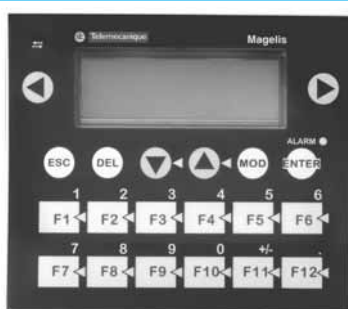 Telemecanique Magelis
ALARM
ESC DEL MOD ENTER
1 2 3 4 5 6
F1 F2 F3 F4 F5 F6
7 8 9 0 +/- .
F7 F8 F9 F10 F11 F12